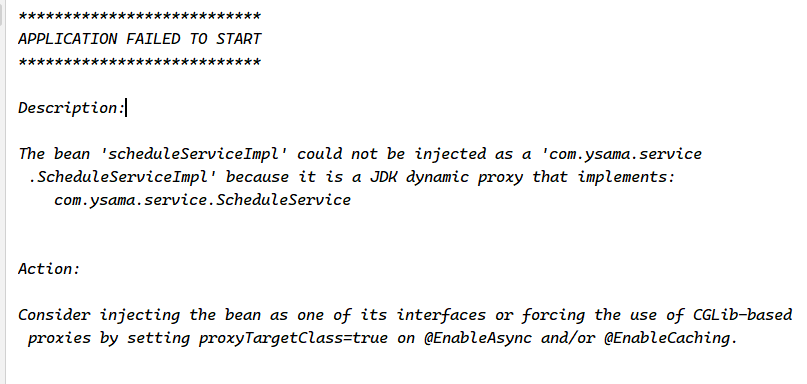 ***************************
APPLICATION FAILED TO START
***************************
Description:
The bean 'scheduleServiceImpl' could not be injected as a 'com.ysama.service
.ScheduleServiceImpl' because it is a JDK dynamic proxy that implements:
com.ysama.service.ScheduleService
Action:
Consider injecting the bean as one of its interfaces or forcing the use of CGLib-based
proxies by setting proxyTargetClass=true on @EnableAsync and/or @EnableCaching.